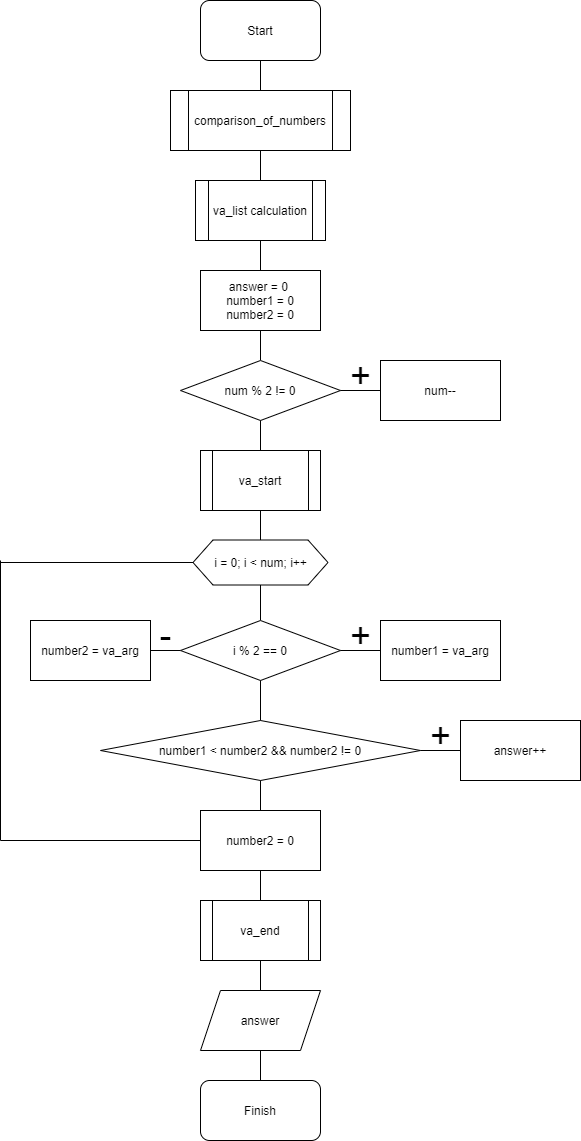 Start
comparison_of_numbers
va_list calculation
answer = 0
number1 = 0
number2 = 0
num % 2 != 0
+
num--
va_start
i = 0; i < num; i++
number2 = va_arg
-
i % 2 == 0
+
number1 = va_arg
number1 < number2 && number2 != 0
+
answer++
number2 = 0
va_end
answer
Finish